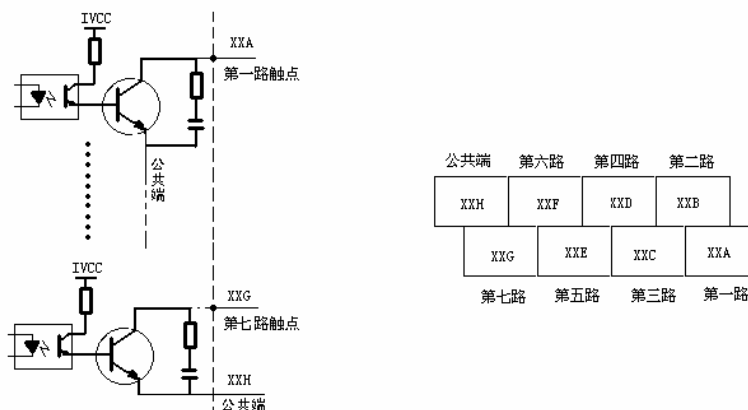 IVCC
XXA
第一路触点
公共端
IVCC
XXG
第七路触点
XXH
公共端
公共端 第六路 第四路 第二路
XXH XXF XXD XXB
XXG XXE XXC XXA
第七路 第五路 第三路 第一路